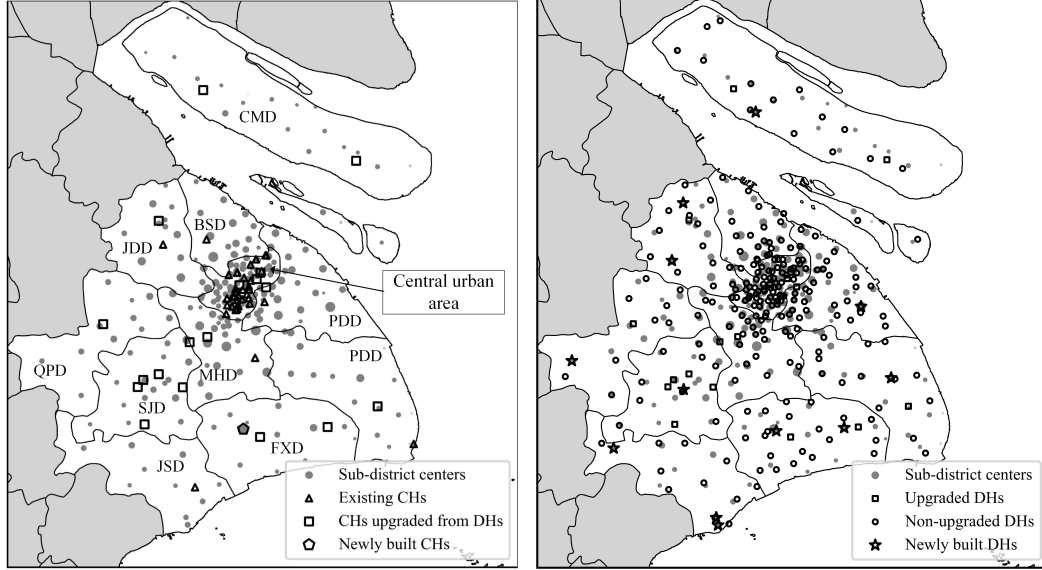 CMD
BSD
JDD
Central urban
area
PDD
PDD
QPD
MHD
SJD
FXD
JSD
Sub-district centers
Existing CHs
CHs upgraded from DHs
Newly built CHs
Sub-district centers
Upgraded DHs
Non-upgraded DHs
Newly built DHs